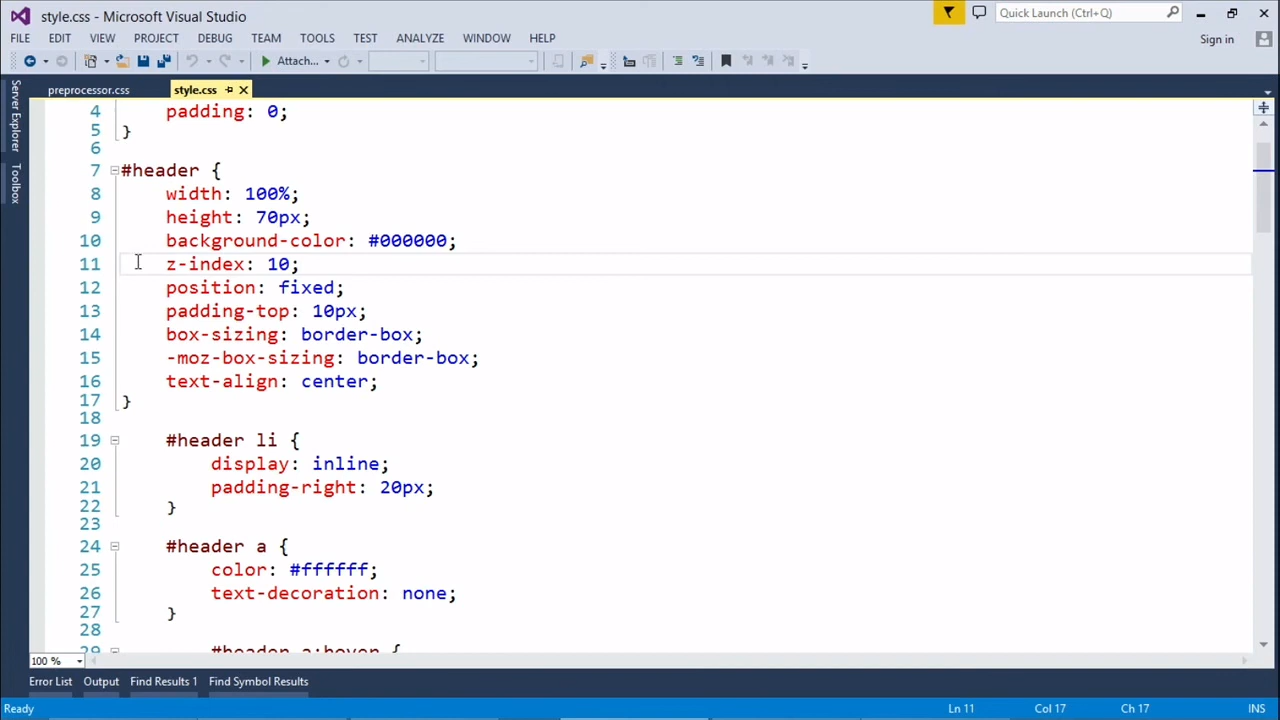 style.css - Microsoft Visual Studio
Quick Launch (Ctrl+Q)
FILE EDIT VIEW PROJECT DEBUG TEAM TOOLS TEST ANALYZE WINDOW HELP
Sign in
Attach...
Server Explorer
Toolbox
preprocessor.css style.css
4 padding: 0;
5 }
6
7 #header {
8 width: 100%;
9 height: 70px;
10 background-color: #000000;
11 z-index: 10;
12 position: fixed;
13 padding-top: 10px;
14 box-sizing: border-box;
15 -moz-box-sizing: border-box;
16 text-align: center;
17 }
18
19 #header li {
20 display: inline;
21 padding-right: 20px;
22 }
23
24 #header a {
25 color: #ffffff;
26 text-decoration: none;
27 }
28
29 #header a:hover {
100 %
Error List Output Find Results 1 Find Symbol Results
Ready Ln 11 Col 17 Ch 17 INS